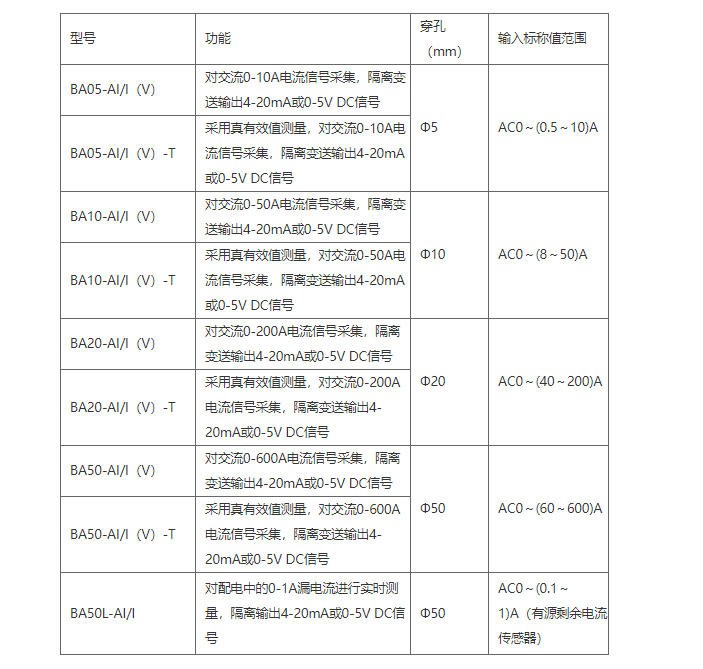 型号
功能
穿孔
（mm）
输入标称值范围
BA05-AI/I（V）
对交流0-10A电流信号采集，隔离变
送输出4-20mA或0-5V DC信号
Φ5
AC0～(0.5～10)A
BA05-AI/I（V）-T
采用真有效值测量，对交流0-10A电
流信号采集，隔离变送输出4-20mA
或0-5V DC信号
BA10-AI/I（V）
对交流0-50A电流信号采集，隔离变
送输出4-20mA或0-5V DC信号
Φ10
AC0～(8～50)A
BA10-AI/I（V）-T
采用真有效值测量，对交流0-50A电
流信号采集，隔离变送输出4-20mA
或0-5V DC信号
BA20-AI/I（V）
对交流0-200A电流信号采集，隔离
变送输出4-20mA或0-5V DC信号
Φ20
AC0～(40～200)A
BA20-AI/I（V）-T
采用真有效值测量，对交流0-200A
电流信号采集，隔离变送输出4-
20mA或0-5V DC信号
BA50-AI/I（V）
对交流0-600A电流信号采集，隔离
变送输出4-20mA或0-5V DC信号
Φ50
AC0～(60～600)A
BA50-AI/I（V）-T
采用真有效值测量，对交流0-600A
电流信号采集，隔离变送输出4-
20mA或0-5V DC信号
BA50L-AI/I
对配电中的0-1A漏电流进行实时测
量，隔离输出4-20mA或0-5V DC信
号
Φ50
AC0～(0.1～
1)A（有源剩余电流
传感器）